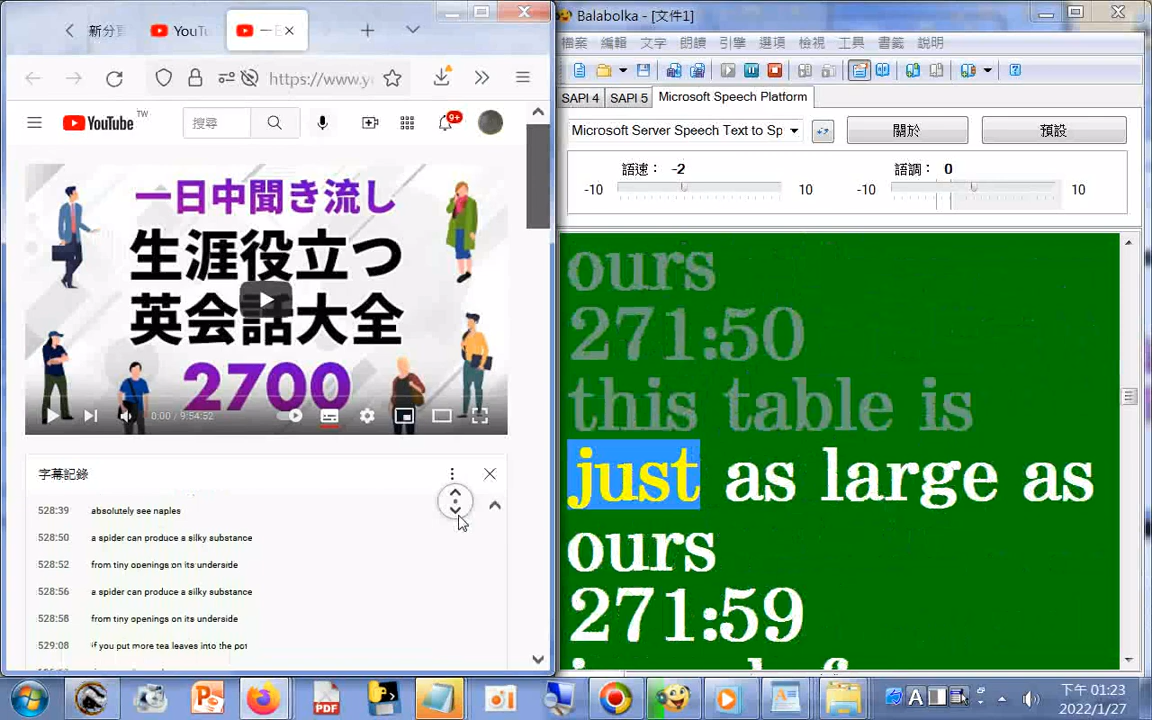 新分頁
YouTu
一 E
https://www.y
TW
YouTube
搜尋
9+
一日中聞き流し
生涯役立つ
英会話大全
2700
0:00 / 9:54:52
字幕記錄
528:39 absolutely see naples
528:50 a spider can produce a silky substance
528:52 from tiny openings on its underside
528:56 a spider can produce a silky substance
528:58 from tiny openings on its underside
529:08 if you put more tea leaves into the pot
Balabolka - [文件1]
檔案 編輯 文字 朗讀 引擎 選項 檢視 工具 書籤 說明
SAPI 4 SAPI 5 Microsoft Speech Platform
Microsoft Server Speech Text to Sp 關於 預設
語速： -2 語調： 0
-10 10 -10 10
ours
271:50
this table is
just as large as
ours
271:59
PDF
A
下午 01:23
2022/1/27